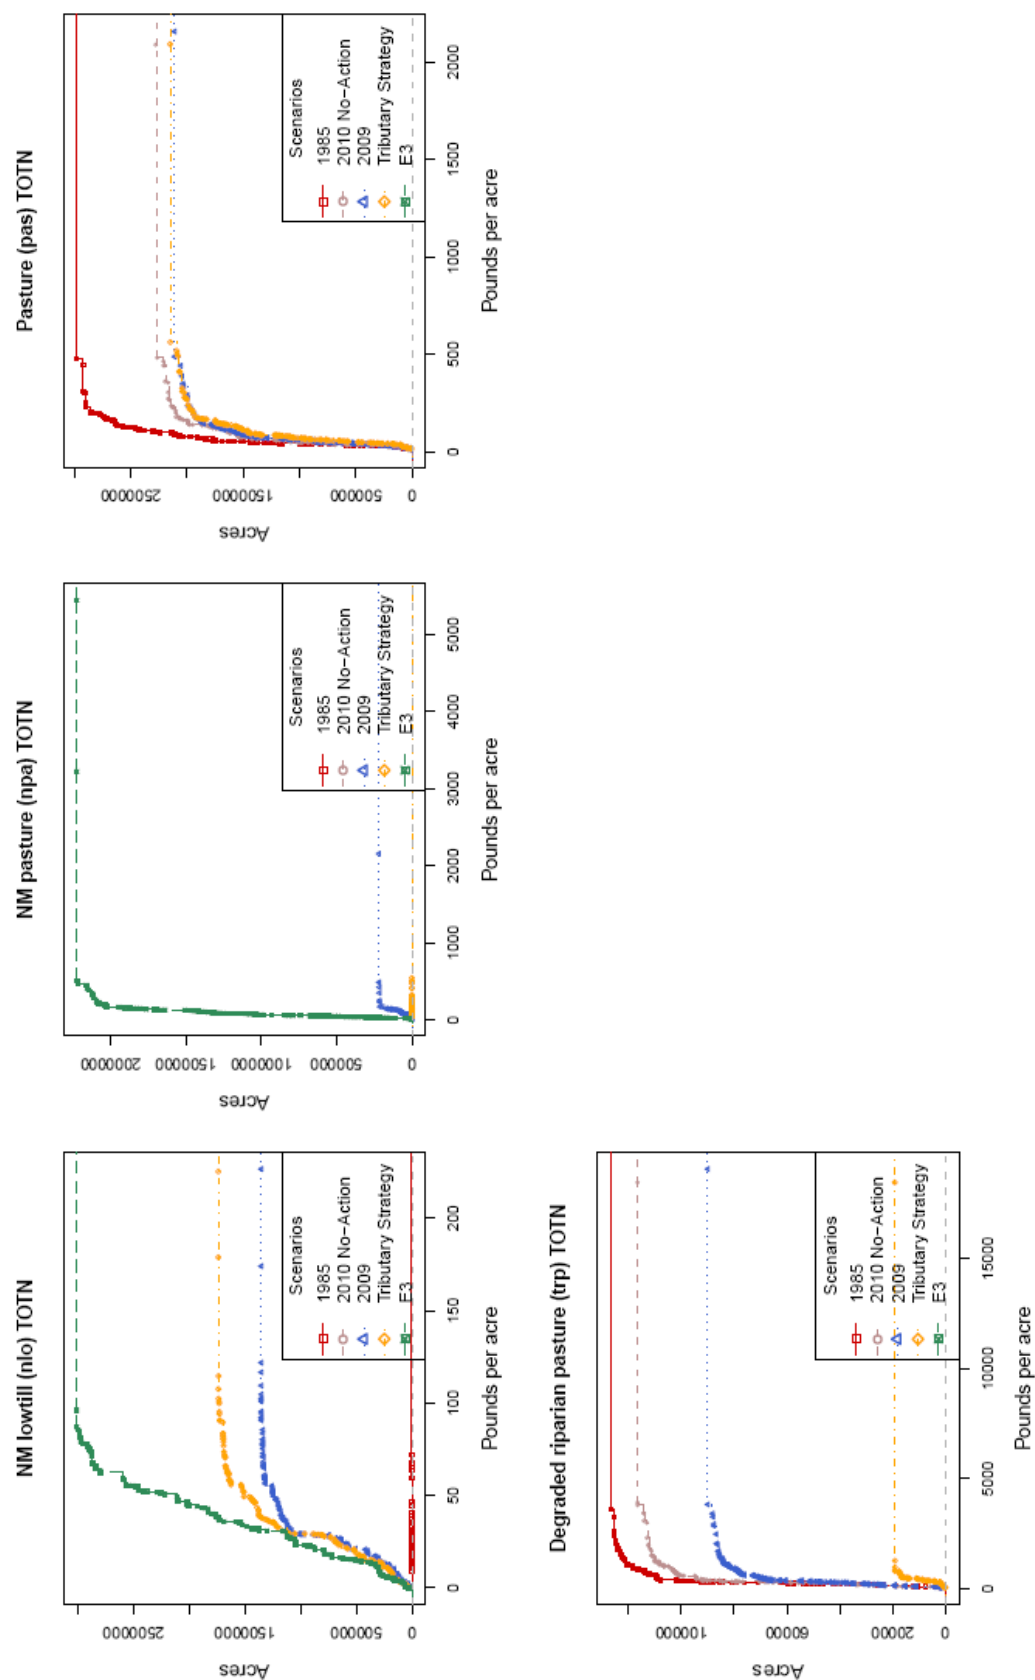 NM lowtill (nlo) TOTN
Acres
2500000
1500000
500000
0
Scenarios
1985
2010 No−Action
2009
Tributary Strategy
E3
0 50 100 150 200
Pounds per acre
NM pasture (npa) TOTN
Acres
2000000
1500000
1000000
500000
0
Scenarios
1985
2010 No−Action
2009
Tributary Strategy
E3
0 1000 2000 3000 4000 5000
Pounds per acre
Pasture (pas) TOTN
Acres
2500000
1500000
500000
0
Scenarios
1985
2010 No−Action
2009
Tributary Strategy
E3
0 500 1000 1500 2000
Pounds per acre
Degraded riparian pasture (trp) TOTN
Acres
100000
60000
20000
0
Scenarios
1985
2010 No−Action
2009
Tributary Strategy
E3
0 5000 10000 15000
Pounds per acre